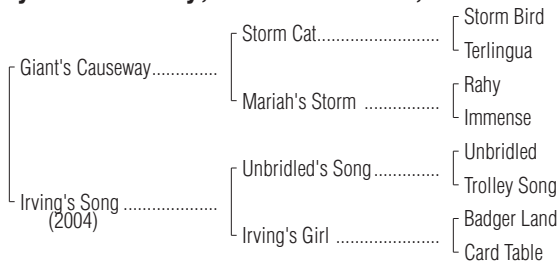 Storm Bird
Storm Cat................................
Terlingua
Giant's Causeway..............
Rahy
Mariah's Storm ...................
Immense
Unbridled
Unbridled's Song................
Trolley Song
Irving's Song ....................
(2004)
Badger Land
Irving's Girl ..........................
Card Table